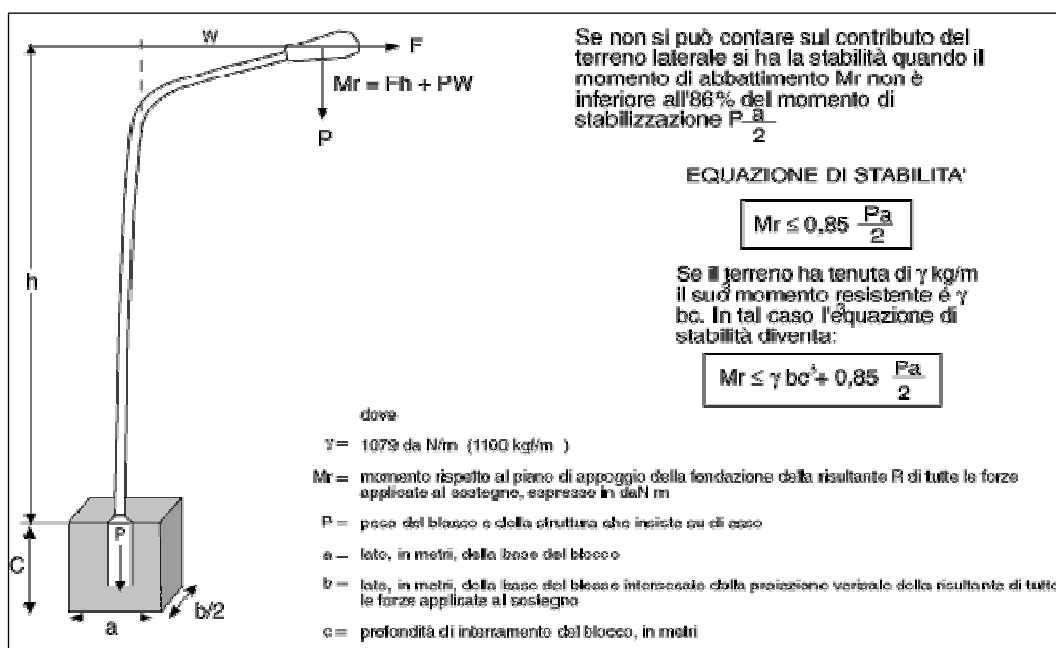 w
F
Mr = Fh + PW
P
h
P
C
a
b/2
Se non si può contare sul contributo del
terreno laterale si ha la stabilità quando il
momento di abbattimento Mr non è
inferiore all'86% del momento di
stabilizzazione P a/2
EQUAZIONE DI STABILITA'
Mr ≤ 0,85 Pa/2
Se il terreno ha tenuta di γ kg/m
il suo momento resistente é γ
bc. In tal caso l'equazione di
stabilità diventa:
Mr ≤ γ bc³+ 0,85 Pa/2
dove
γ = 1079 da N/m (1100 kgf/m )
Mr = momento rispetto al piano di appoggio della fondazione della risultante R di tutte le forze
applicate al sostegno, espresso in daN m
P = peso del blocco e della struttura che insiste su di esso
a = lato, in metri, della base del blocco
b = lato, in metri, della base del blocco intersecato dalla proiezione verticale della risultante di tutte
le forze applicate al sostegno
c = profondità di interramento del blocco, in metri